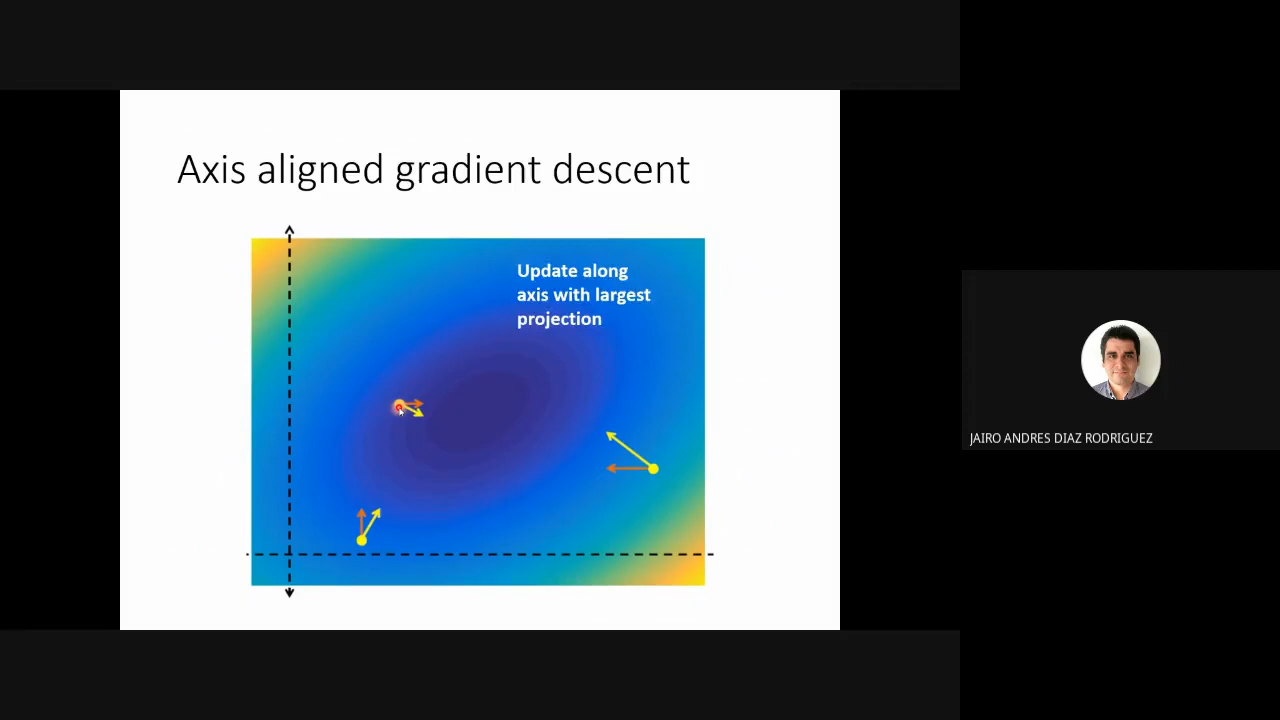 Axis aligned gradient descent
Update along
axis with largest
projection
JAIRO ANDRES DIAZ RODRIGUEZ